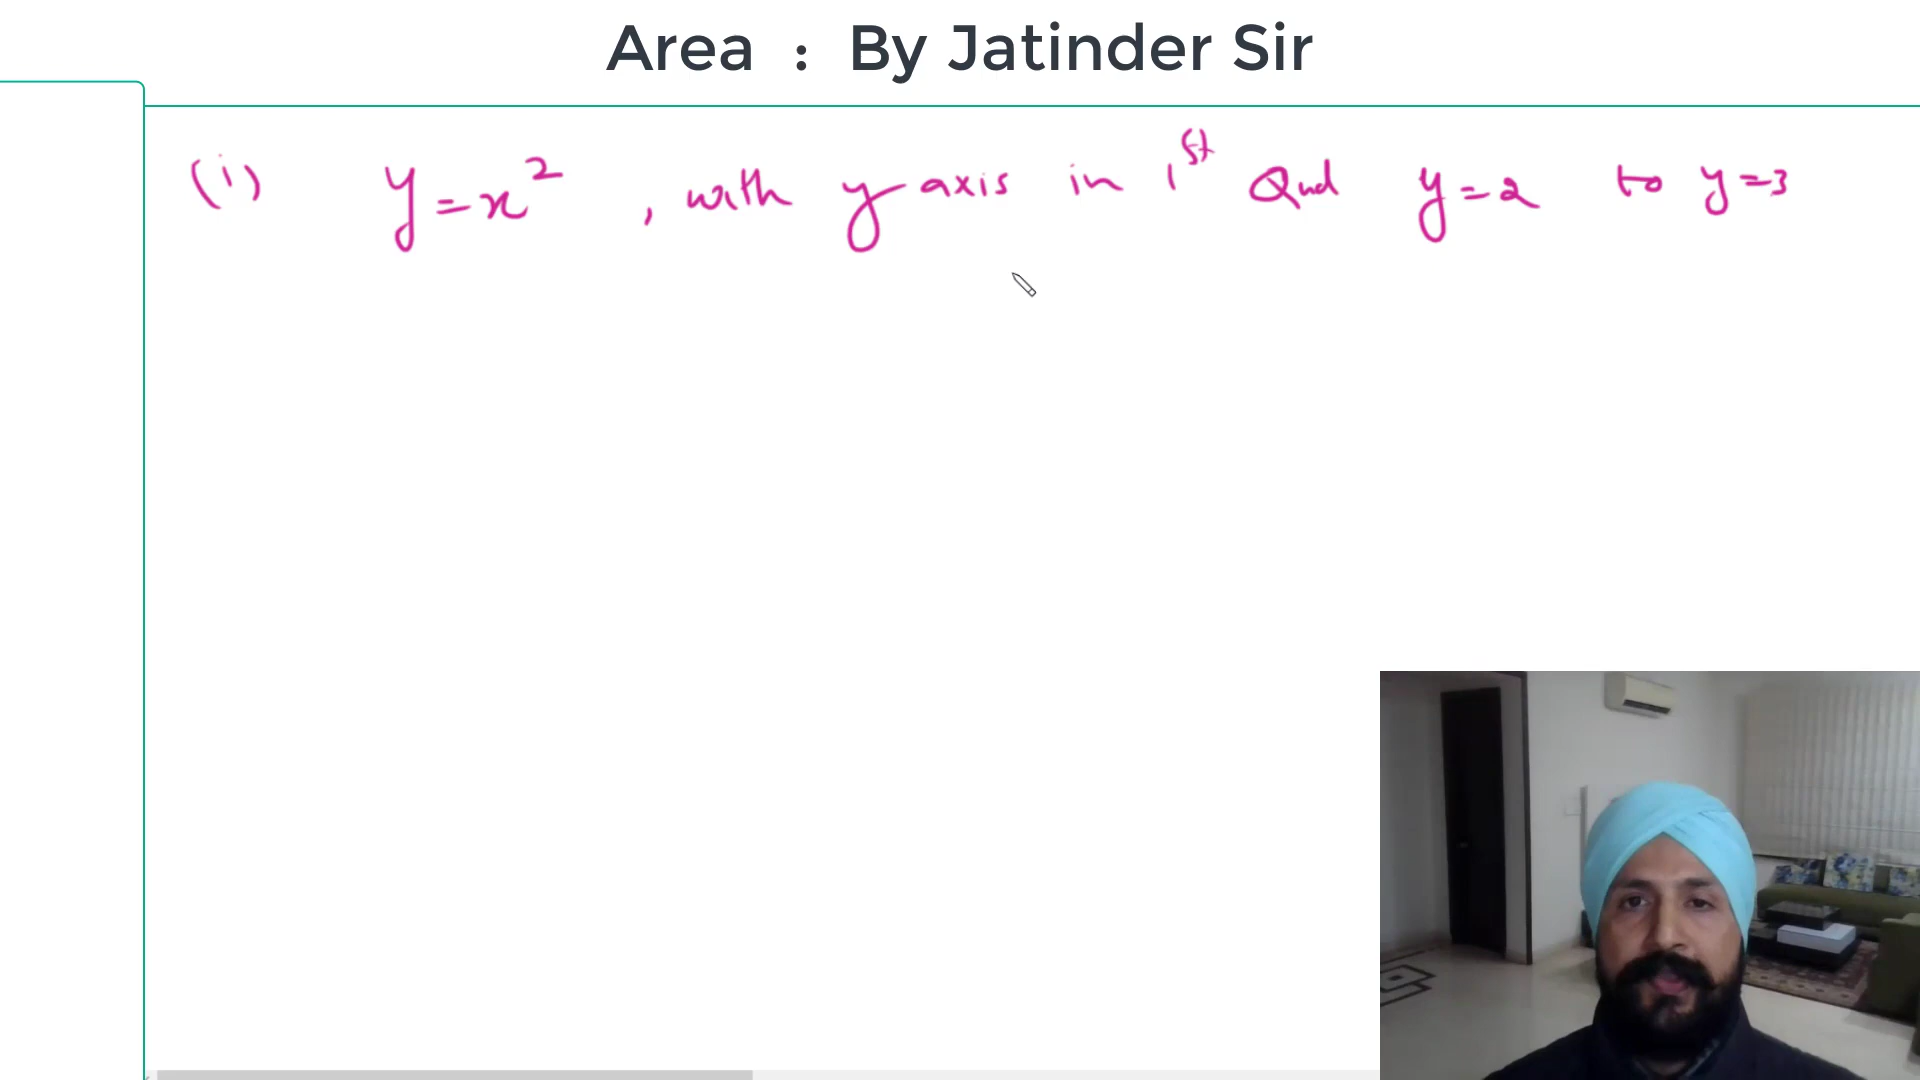 Area : By Jatinder Sir
(i) y = x² , with y axis in 1st Qud y = 2 to y = 3